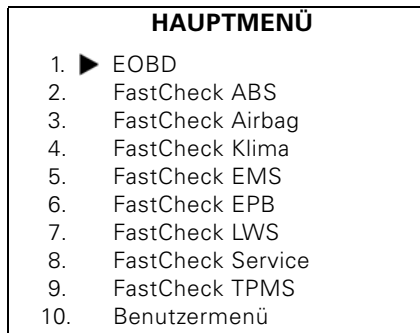 HAUPTMENÜ
1. ▶ EOBD
2. FastCheck ABS
3. FastCheck Airbag
4. FastCheck Klima
5. FastCheck EMS
6. FastCheck EPB
7. FastCheck LWS
8. FastCheck Service
9. FastCheck TPMS
10. Benutzermenü